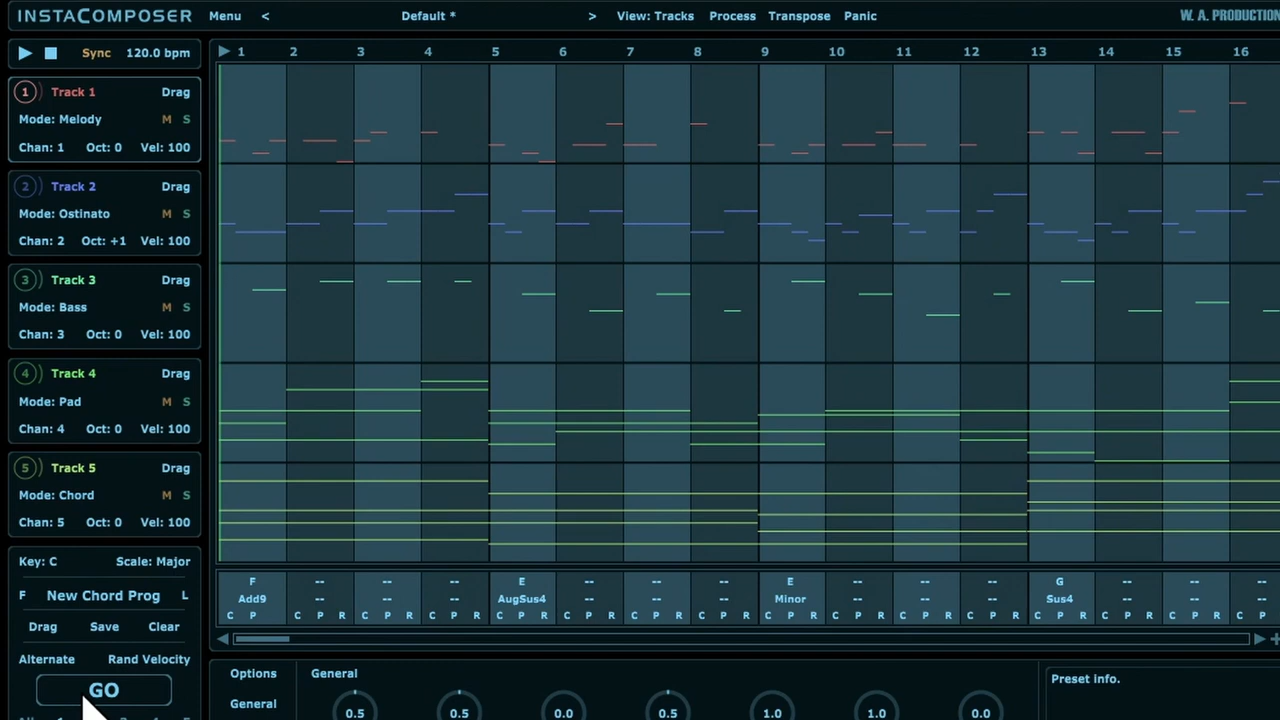 INSTACOMPOSER Menu < Default * > View: Tracks Process Transpose Panic W. A. PRODUCTION
Sync 120.0 bpm
1 2 3 4 5 6 7 8 9 10 11 12 13 14 15 16
1 Track 1 Drag
Mode: Melody M S
Chan: 1 Oct: 0 Vel: 100
2 Track 2 Drag
Mode: Ostinato M S
Chan: 2 Oct: +1 Vel: 100
3 Track 3 Drag
Mode: Bass M S
Chan: 3 Oct: 0 Vel: 100
4 Track 4 Drag
Mode: Pad M S
Chan: 4 Oct: 0 Vel: 100
5 Track 5 Drag
Mode: Chord M S
Chan: 5 Oct: 0 Vel: 100
Key: C Scale: Major
F New Chord Prog L
Drag Save Clear
Alternate Rand Velocity
GO
F -- -- -- E -- -- -- E -- -- -- G -- -- --
Add9 -- -- -- AugSus4 -- -- -- Minor -- -- -- Sus4 -- -- --
C P C P R C P R C P R C P R C P R C P R C P R C P R C P R C P R C P R C P R C P R C P R C P
Options General Preset info.
General 0.5 0.5 0.0 0.5 1.0 1.0 0.0